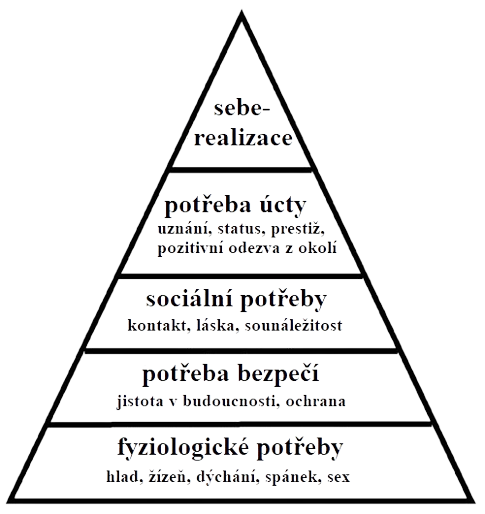 sebe-
realizace
potřeba úcty
uznání, status, prestiž,
pozitivní odezva z okolí
sociální potřeby
kontakt, láska, sounáležitost
potřeba bezpečí
jistota v budoucnosti, ochrana
fyziologické potřeby
hlad, žízeň, dýchání, spánek, sex